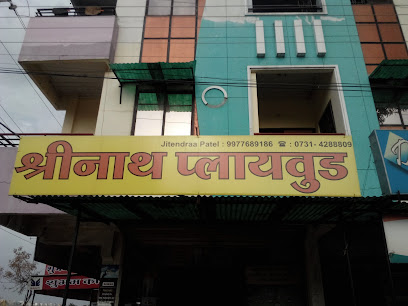 Jitendraa Patel : 9977689186 ☎ : 0731- 4288809
श्रीनाथ प्लायवुड